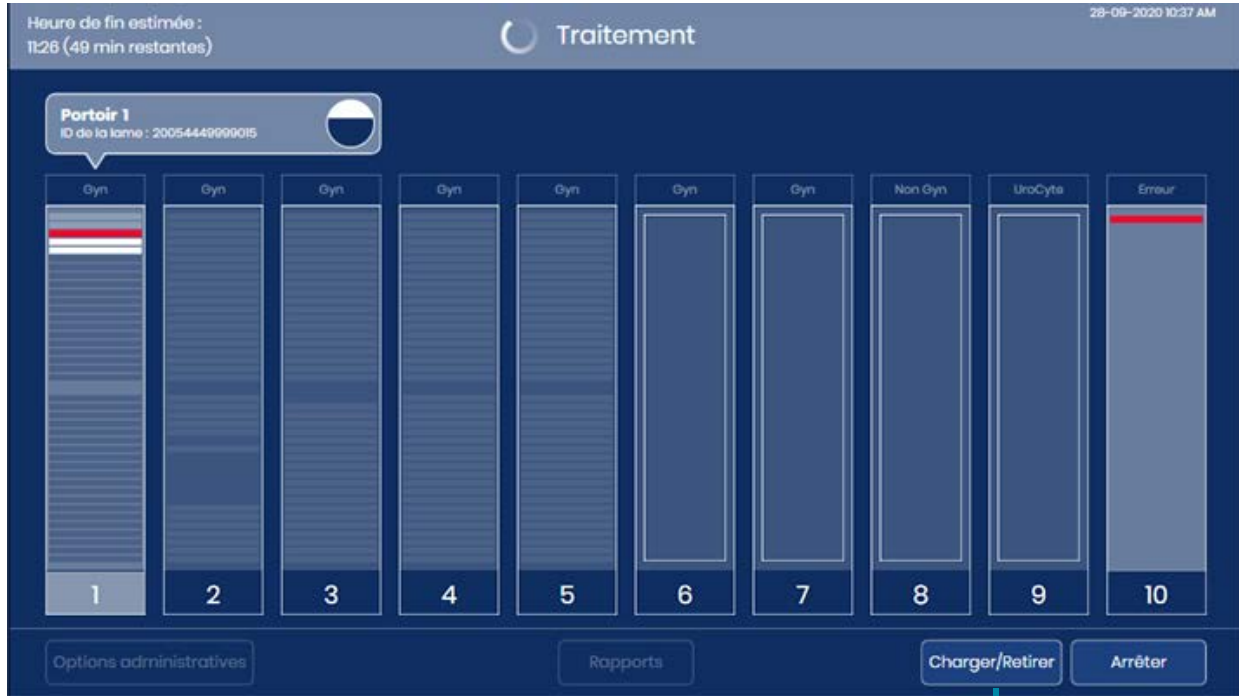 Heure de fin estimée :
11:26 (49 min restantes)
Traitement
28-09-2020 10:37 AM
Portoir 1
ID de la lame : 20054449999015
Gyn Gyn Gyn Gyn Gyn Gyn Gyn Non Gyn UroCyte Erreur
1 2 3 4 5 6 7 8 9 10
Options administratives Rapports Charger/Retirer Arrêter